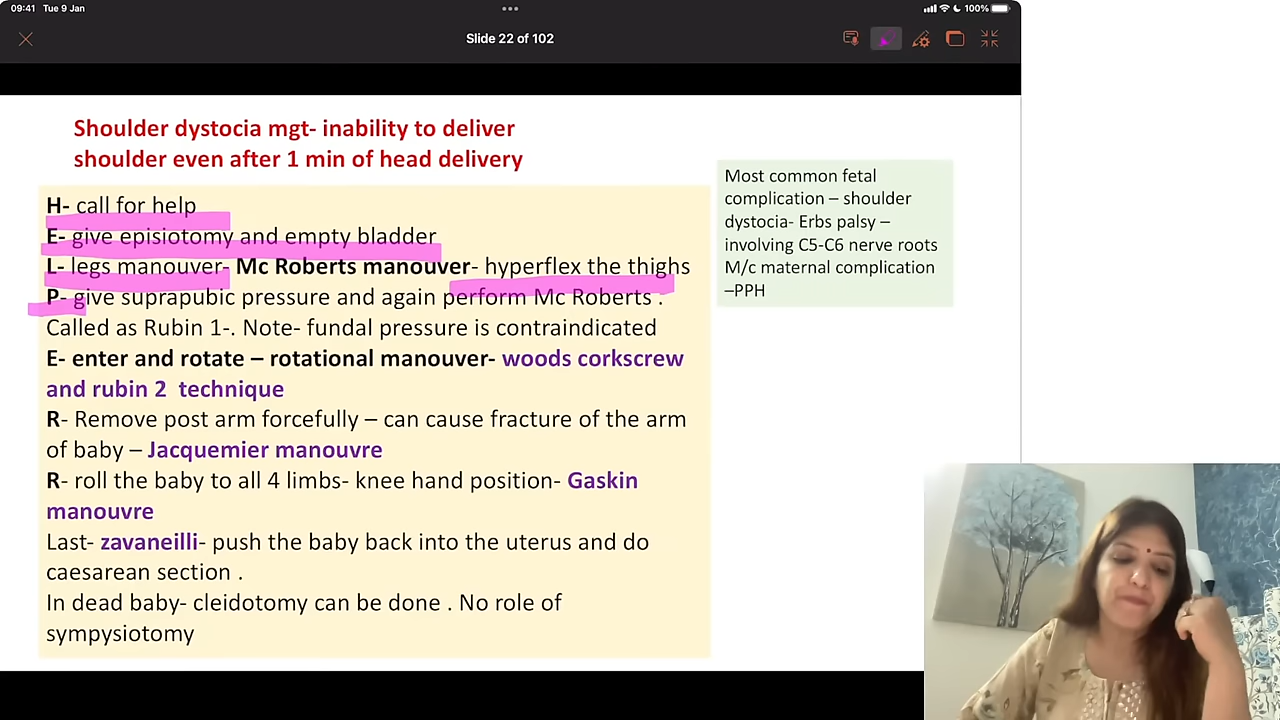 09:41 Tue 9 Jan
100%
Slide 22 of 102
Shoulder dystocia mgt- inability to deliver
shoulder even after 1 min of head delivery
H- call for help
E- give episiotomy and empty bladder
L- legs manouver- Mc Roberts manouver- hyperflex the thighs
P- give suprapubic pressure and again perform Mc Roberts .
Called as Rubin 1-. Note- fundal pressure is contraindicated
E- enter and rotate – rotational manouver- woods corkscrew
and rubin 2 technique
R- Remove post arm forcefully – can cause fracture of the arm
of baby – Jacquemier manouvre
R- roll the baby to all 4 limbs- knee hand position- Gaskin
manouvre
Last- zavaneilli- push the baby back into the uterus and do
caesarean section .
In dead baby- cleidotomy can be done . No role of
sympysiotomy
Most common fetal
complication – shoulder
dystocia- Erbs palsy –
involving C5-C6 nerve roots
M/c maternal complication
–PPH